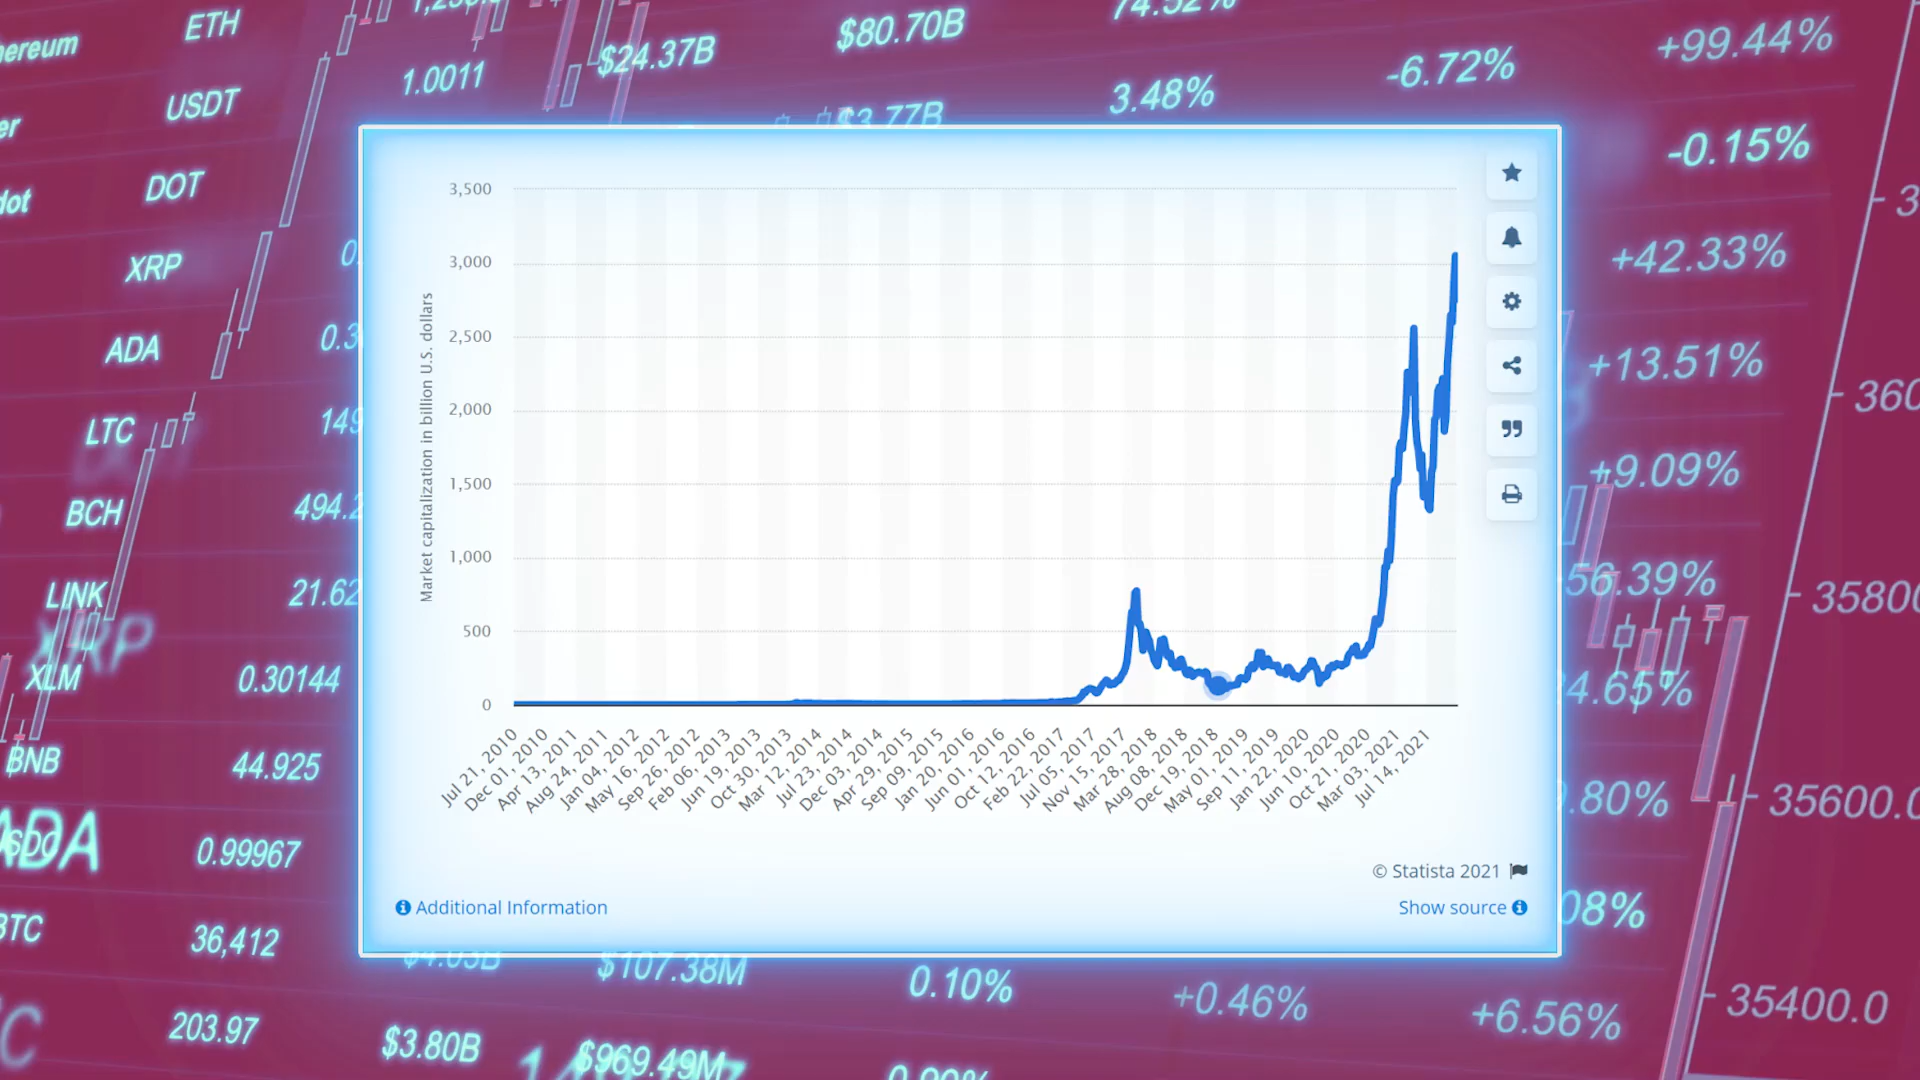 ETH
$80.70B
+99.44%
$24.37B
1.0011
-6.72%
USDT
3.48%
-0.15%
DOT
XRP
+42.33%
ADA
+13.51%
LTC
+9.09%
BCH
LINK
35800
XLM
0.30144
BNB
44.925
35600.0
ADA
0.99967
36,412
$107.38M
0.10%
+0.46%
+6.56%
35400.0
203.97
$3.80B
$969.49M
XRP
3,500
3,000
2,500
2,000
1,500
1,000
500
0
Market capitalization in billion U.S. dollars
Jul 21, 2010
Dec 01, 2010
Apr 13, 2011
Aug 24, 2011
Jan 04, 2012
May 16, 2012
Sep 26, 2012
Feb 06, 2013
Jun 19, 2013
Oct 30, 2013
Mar 12, 2014
Jul 23, 2014
Dec 03, 2014
Apr 29, 2015
Sep 09, 2015
Jan 20, 2016
Jun 01, 2016
Oct 12, 2016
Feb 22, 2017
Jul 05, 2017
Nov 15, 2017
Mar 28, 2018
Aug 08, 2018
Dec 19, 2018
May 01, 2019
Sep 11, 2019
Jan 22, 2020
Jun 10, 2020
Oct 21, 2020
Mar 03, 2021
Jul 14, 2021
© Statista 2021
Additional Information
Show source